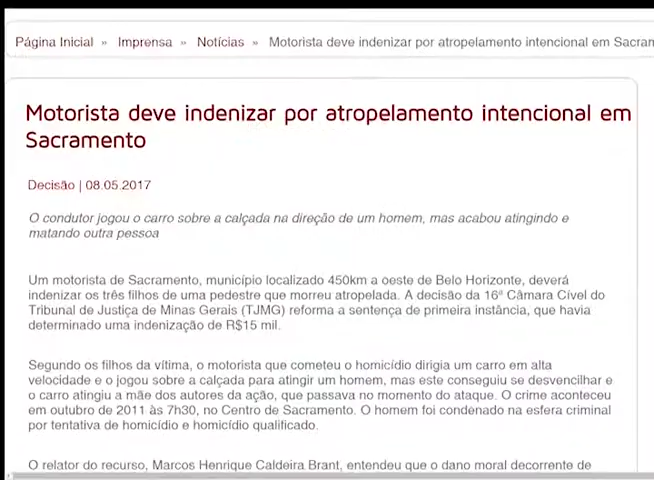 Página Inicial » Imprensa » Notícias » Motorista deve indenizar por atropelamento intencional em Sacram
Motorista deve indenizar por atropelamento intencional em
Sacramento
Decisão | 08.05.2017
O condutor jogou o carro sobre a calçada na direção de um homem, mas acabou atingindo e
matando outra pessoa
Um motorista de Sacramento, município localizado 450km a oeste de Belo Horizonte, deverá
indenizar os três filhos de uma pedestre que morreu atropelada. A decisão da 16ª Câmara Cível do
Tribunal de Justiça de Minas Gerais (TJMG) reforma a sentença de primeira instância, que havia
determinado uma indenização de R$15 mil.
Segundo os filhos da vítima, o motorista que cometeu o homicídio dirigia um carro em alta
velocidade e o jogou sobre a calçada para atingir um homem, mas este conseguiu se desvencilhar e
o carro atingiu a mãe dos autores da ação, que passava no momento do ataque. O crime aconteceu
em outubro de 2011 às 7h30, no Centro de Sacramento. O homem foi condenado na esfera criminal
por tentativa de homicídio e homicídio qualificado.
O relator do recurso, Marcos Henrique Caldeira Brant, entendeu que o dano moral decorrente de